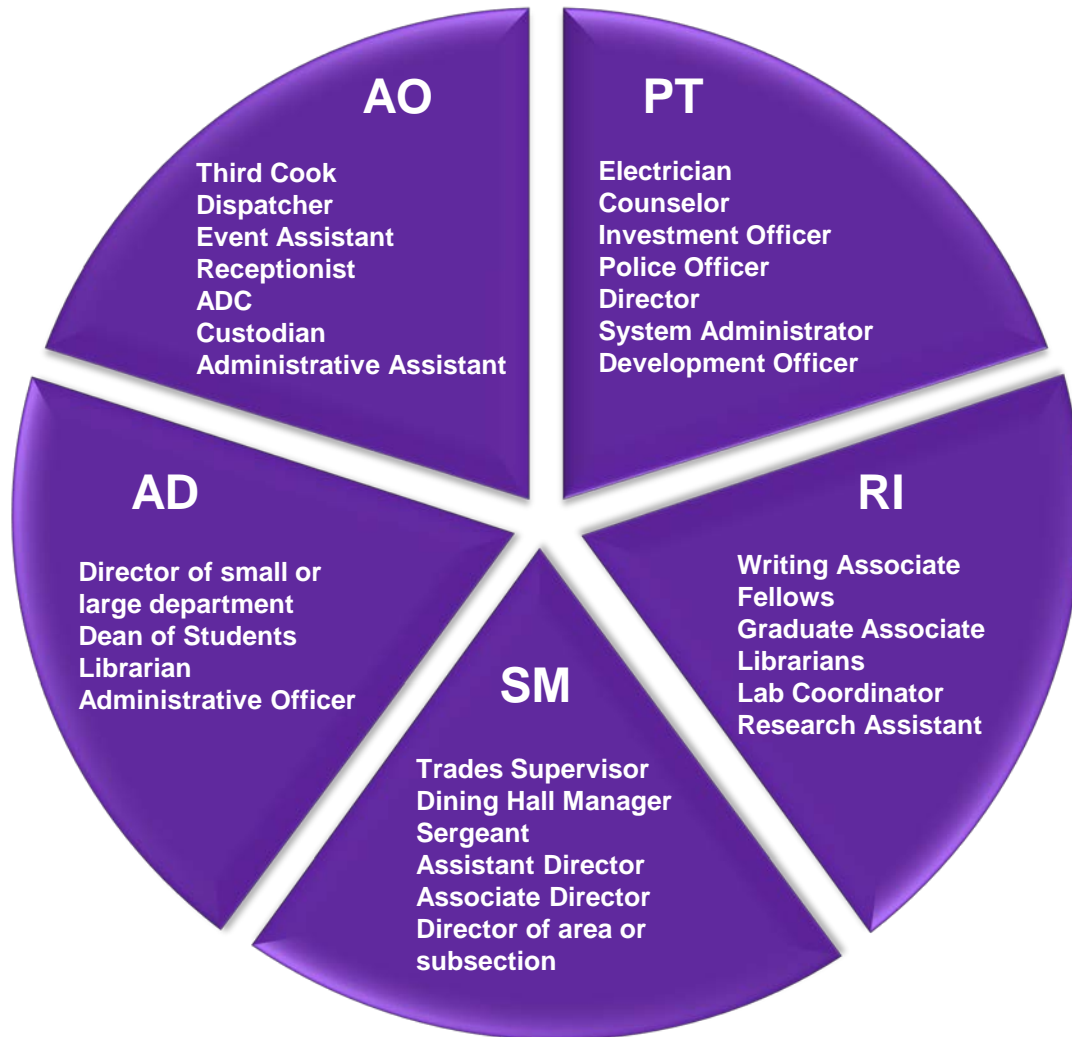 AO
Third Cook
Dispatcher
Event Assistant
Receptionist
ADC
Custodian
Administrative Assistant
PT
Electrician
Counselor
Investment Officer
Police Officer
Director
System Administrator
Development Officer
AD
Director of small or
large department
Dean of Students
Librarian
Administrative Officer
RI
Writing Associate
Fellows
Graduate Associate
Librarians
Lab Coordinator
Research Assistant
SM
Trades Supervisor
Dining Hall Manager
Sergeant
Assistant Director
Associate Director
Director of area or
subsection